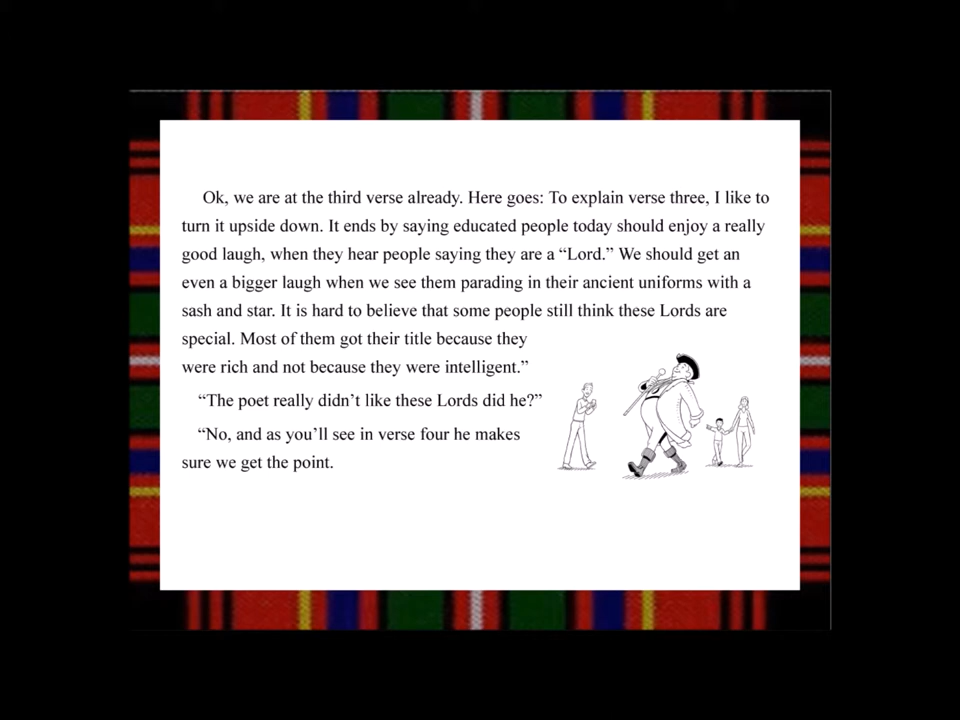 Ok, we are at the third verse already. Here goes: To explain verse three, I like to
turn it upside down. It ends by saying educated people today should enjoy a really
good laugh, when they hear people saying they are a “Lord.” We should get an
even a bigger laugh when we see them parading in their ancient uniforms with a
sash and star. It is hard to believe that some people still think these Lords are
special. Most of them got their title because they
were rich and not because they were intelligent.”
“The poet really didn’t like these Lords did he?”
“No, and as you’ll see in verse four he makes
sure we get the point.